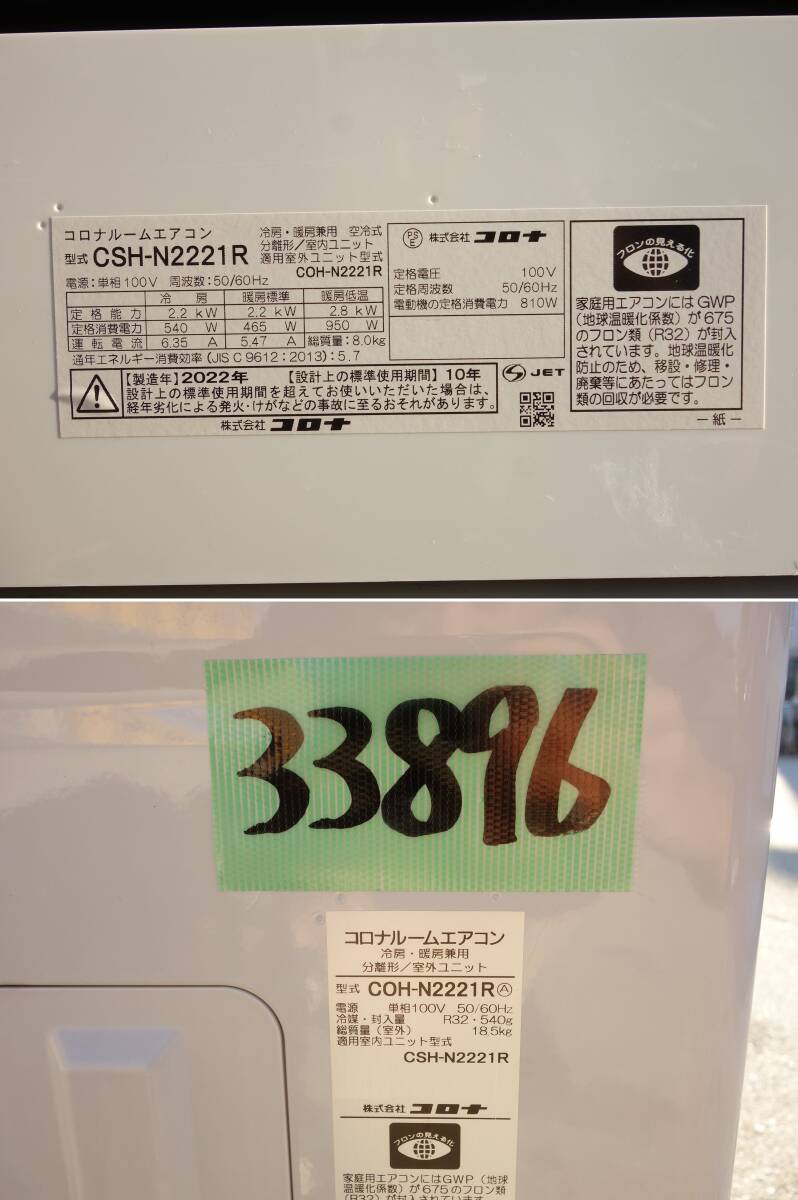 コロナルームエアコン
冷房・暖房兼用 空冷式
分離形/室内ユニット
型式 CSH-N2221R
適用室外ユニット型式
COH-N2221R
電源:単相100V 周波数:50/60Hz
冷 房 暖房標準 暖房低温
定格能力 2.2 kW 2.2 kW 2.8 kW
定格消費電力 540 W 465 W 950 W
運転電流 6.35 A 5.47 A 総質量:8.0kg
通年エネルギー消費効率(JIS C 9612:2013):5.7
【製造年】2022年 【設計上の標準使用期間】10年
設計上の標準使用期間を超えてお使いいただいた場合は、
経年劣化による発火・けがなどの事故に至るおそれがあります。
株式会社 コロナ
PS
E
株式会社 コロナ
定格電圧 100V
定格周波数 50/60Hz
電動機の定格消費電力 810W
JET
フロンの見える化
家庭用エアコンにはGWP
(地球温暖化係数)が675
のフロン類(R32)が封入
されています。地球温暖化
防止のため、移設・修理・
廃棄等にあたってはフロン
類の回収が必要です。
-紙-
33896
コロナルームエアコン
冷房・暖房兼用
分離形/室外ユニット
型式 COH-N2221RⒶ
電源 単相100V 50/60Hz
冷媒・封入量 R32・540g
総質量(室外) 18.5kg
適用室内ユニット型式
CSH-N2221R
株式会社 コロナ
フロンの見える化
家庭用エアコンにはGWP(地球
温暖化係数)が675のフロン類
(R32)が封入されています。